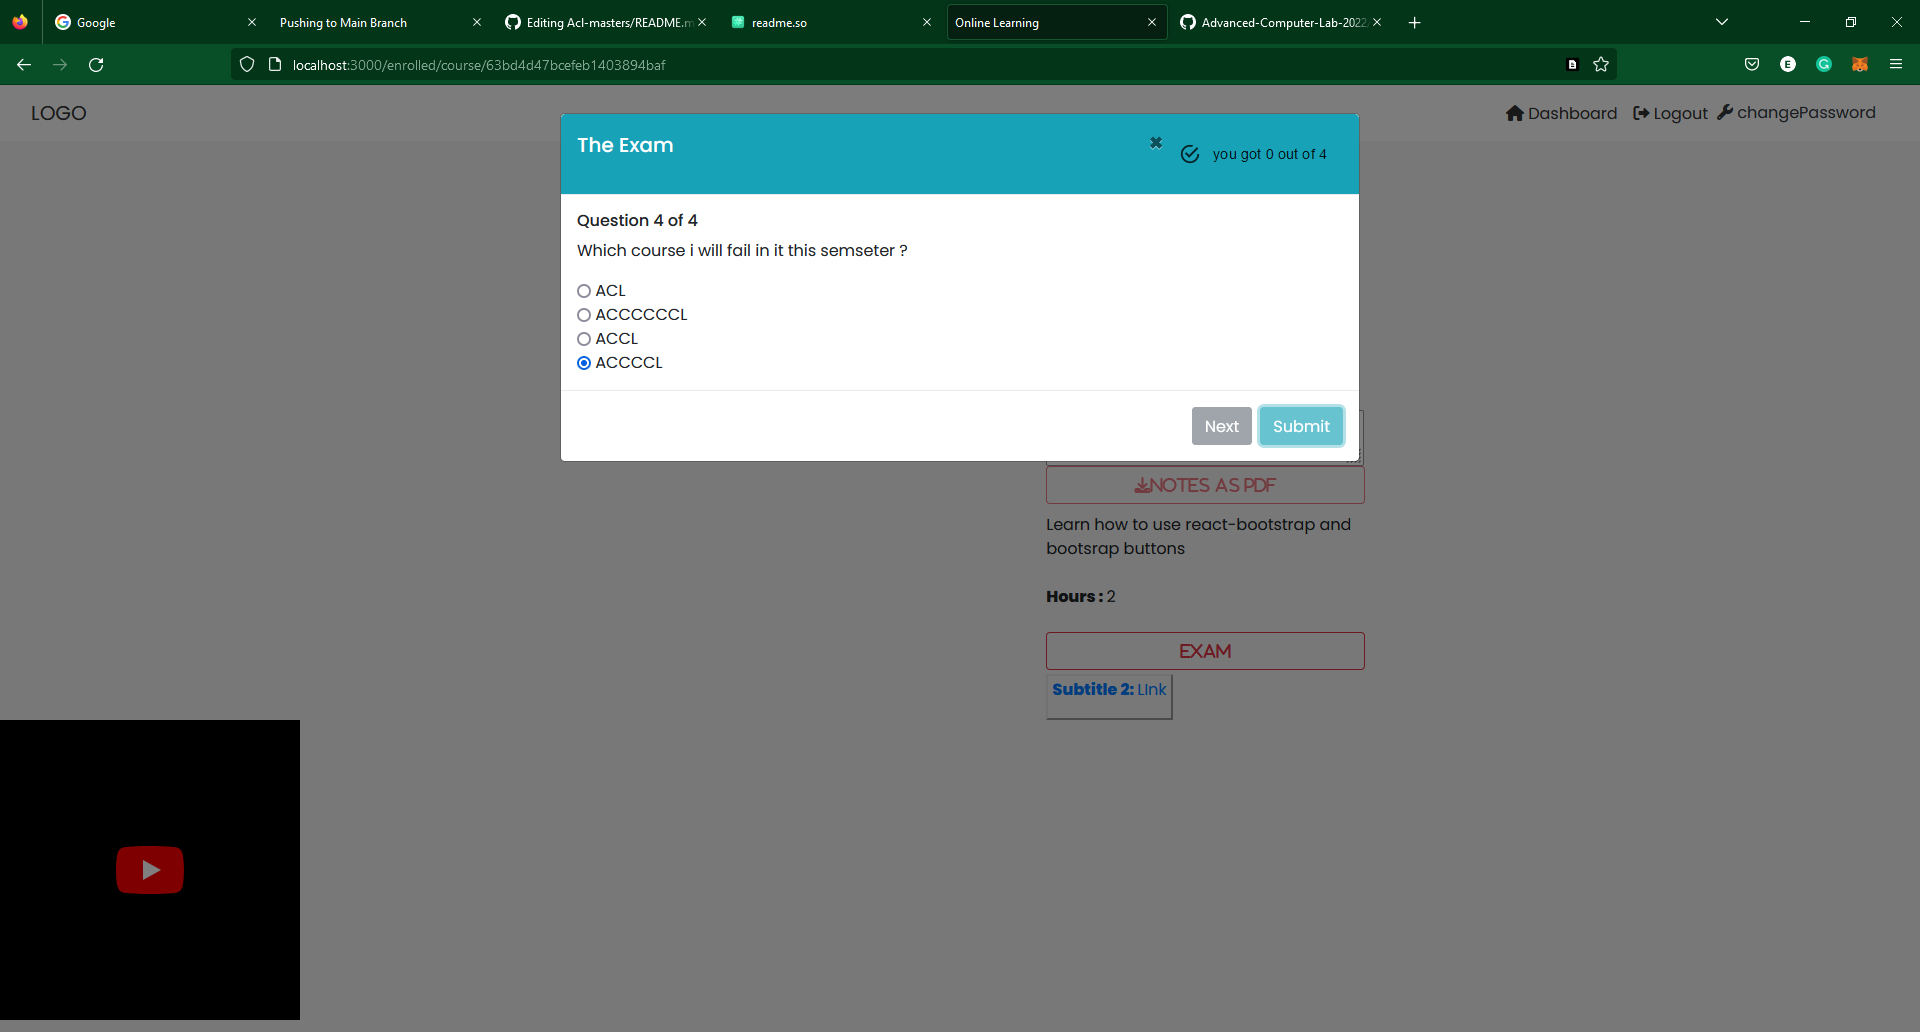 Google
Pushing to Main Branch
Editing Acl-masters/README.m
readme.so
Online Learning
Advanced-Computer-Lab-2022
localhost:3000/enrolled/course/63bd4d47bcefeb1403894baf
LOGO
Dashboard
Logout
changePassword
The Exam
you got 0 out of 4
Question 4 of 4
Which course i will fail in it this semseter ?
ACL
ACCCCCCL
ACCL
ACCCCL
Next
Submit
NOTES AS PDF
Learn how to use react-bootstrap and
bootsrap buttons
Hours : 2
EXAM
Subtitle 2: LInk